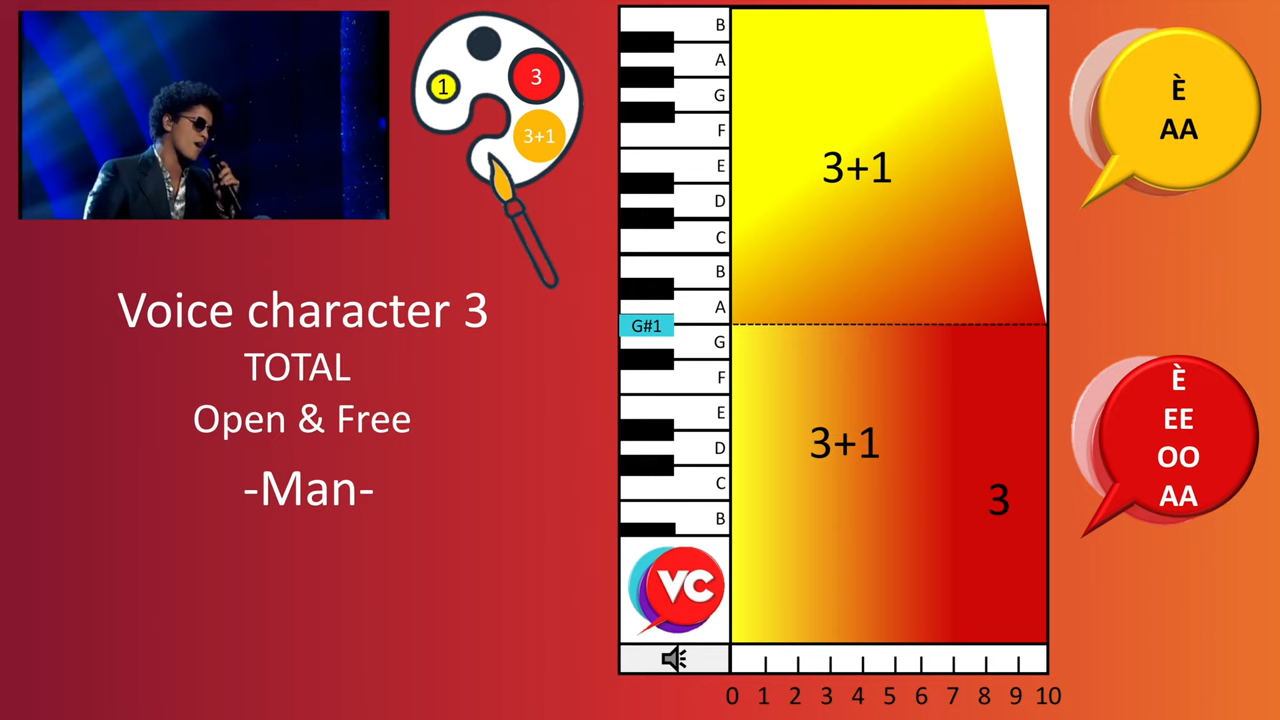 1
3
3+1
Voice character 3
TOTAL
Open & Free
-Man-
B
A
G
F
E
D
C
B
A
G#1
G
F
E
D
C
B
VC
3+1
3+1
3
0 1 2 3 4 5 6 7 8 9 10
È
AA
È
EE
OO
AA